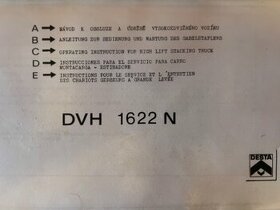 A NÁVOD K OBSLUZE A ÚDRŽBĚ VYSOKOZDVIŽNÉHO VOZÍKU
B ANLEITUNG ZUR BEDIENUNG UND WARTUNG DES GABELSTAPLERS
C OPERATING INSTRUCTION FOR HIGH LIFT STACKING TRUCK
D INSTRUCCIONES PARA EL SERVICIO PARA CARRO
MONTACARGA - ESTIBADORE
E INSTRUCTIONS POUR LE SERVICE ET L'ENTRETIEN
DES CHARIOTS GERBEURS A GRANDE LEVÉE
DVH 1622 N
DESTA